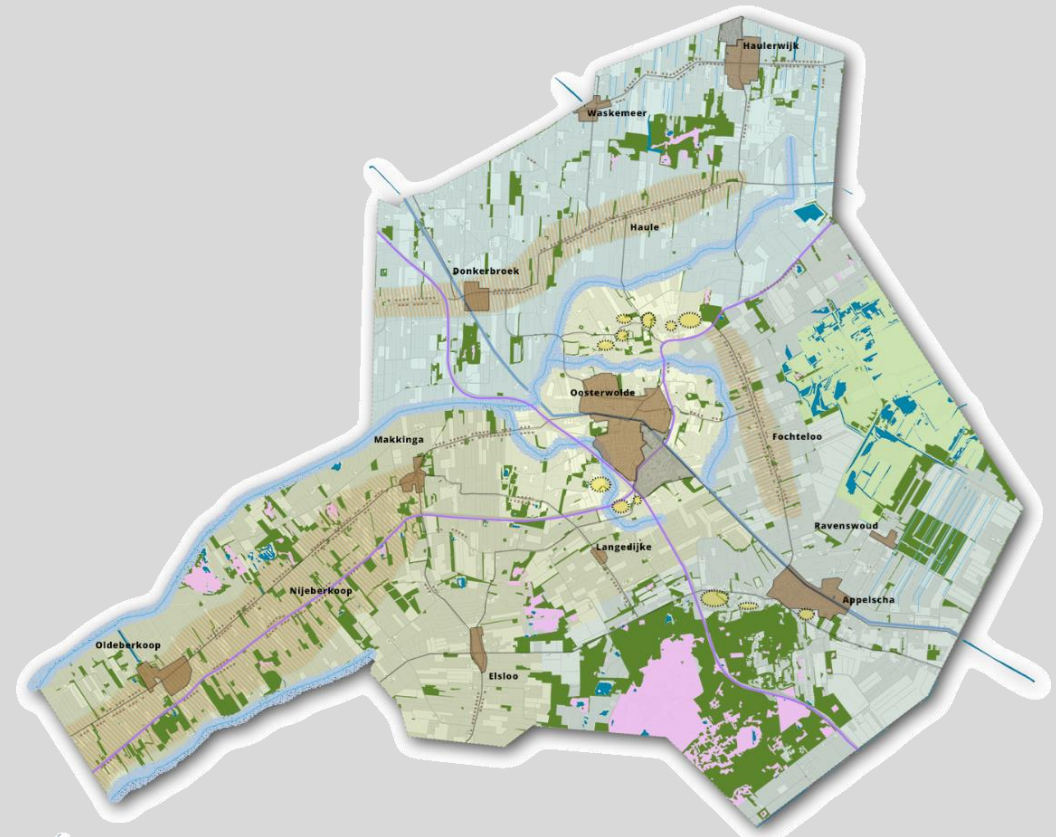 Haulerwijk
Waskemeer
Haule
Donkerbroek
Oosterwolde
Makkinga
Fochteloo
Ravenswoud
Langedijke
Nijeberkoop
Appelscha
Oldeberkoop
Elsloo